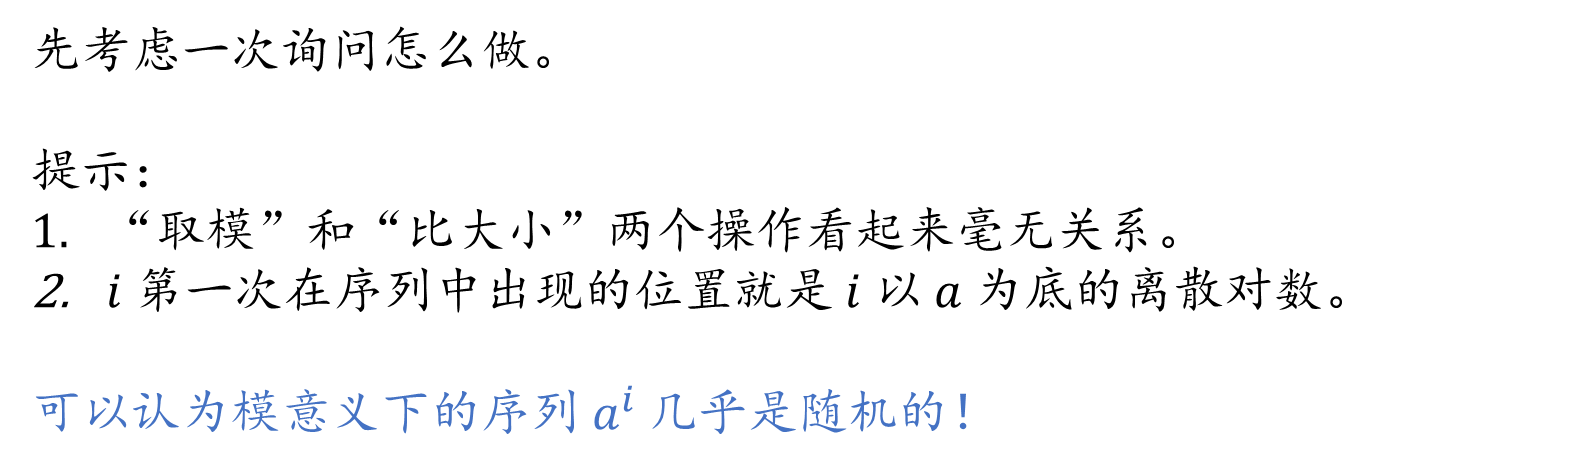 先考虑一次询问怎么做。
提示：
1. “取模”和“比大小”两个操作看起来毫无关系。
2. i 第一次在序列中出现的位置就是 i 以 a 为底的离散对数。
可以认为模意义下的序列 aⁱ 几乎是随机的！